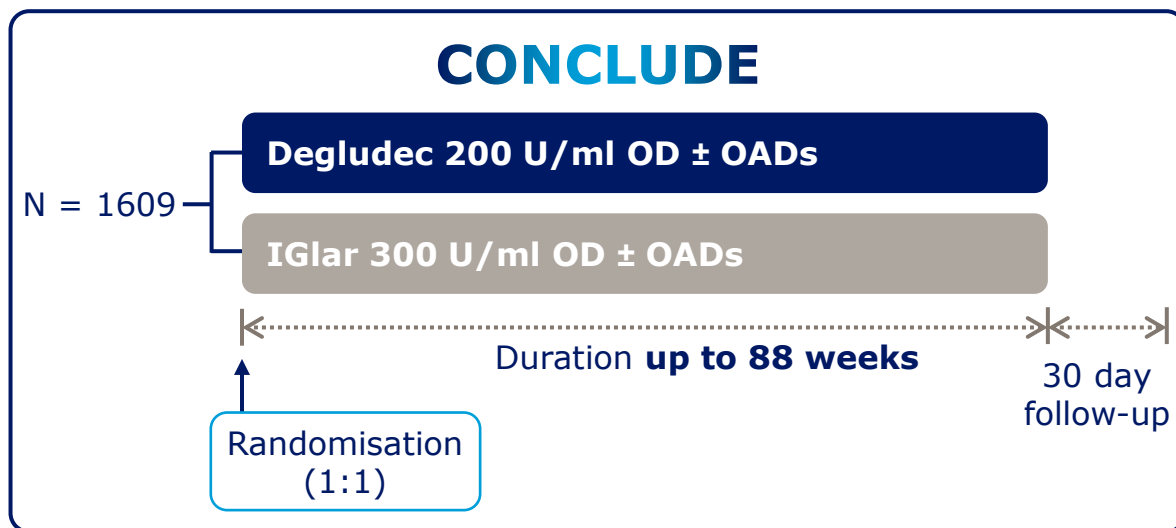 CONCLUDE
Degludec 200 U/ml OD ± OADs
N = 1609
IGlar 300 U/ml OD ± OADs
Duration up to 88 weeks
30 day
follow-up
Randomisation
(1:1)